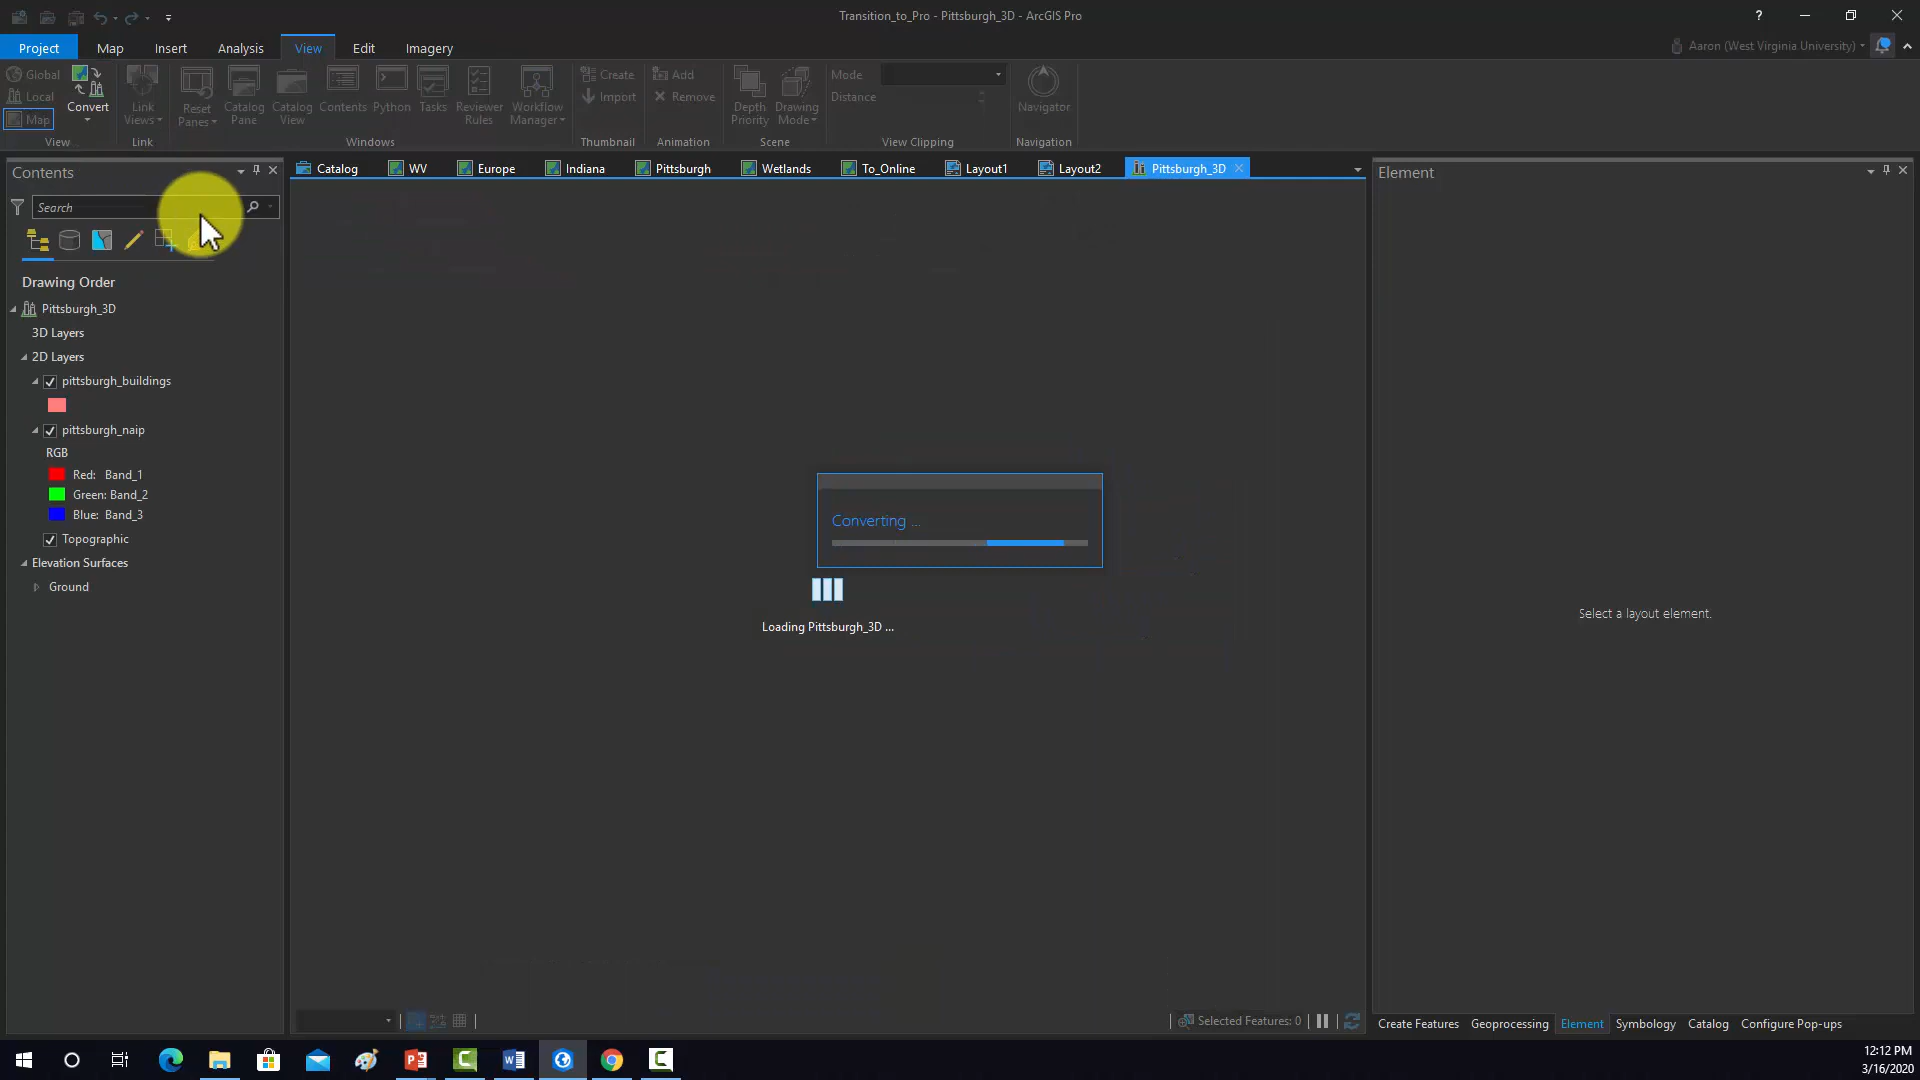 Transition_to_Pro - Pittsburgh_3D - ArcGIS Pro
?
Project Map Insert Analysis View Edit Imagery
Aaron (West Virginia University)
Global
Local
Map
Convert
View
Link Views
Link
Reset Panes
Catalog Pane
Catalog View
Contents
Python
Tasks
Reviewer Rules
Workflow Manager
Windows
Create
Import
Thumbnail
Add
Remove
Animation
Depth Priority
Drawing Mode
Scene
Mode
Distance
View Clipping
Navigator
Navigation
Contents
Search
Drawing Order
Pittsburgh_3D
3D Layers
2D Layers
pittsburgh_buildings
pittsburgh_naip
RGB
Red: Band_1
Green: Band_2
Blue: Band_3
Topographic
Elevation Surfaces
Ground
Catalog WV Europe Indiana Pittsburgh Wetlands To_Online Layout1 Layout2 Pittsburgh_3D
Converting ...
Loading Pittsburgh_3D ...
Selected Features: 0
Element
Select a layout element.
Create Features Geoprocessing Element Symbology Catalog Configure Pop-ups
12:12 PM
3/16/2020